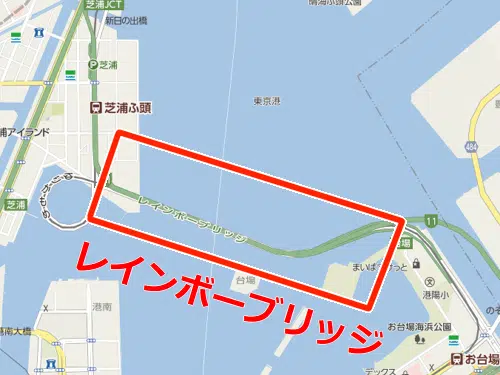 芝浦JCT
晴海ふ頭公園
新日の出橋
芝浦
東京港
芝浦ふ頭
浦アイランド
484
ゆりかもめ
レインボーブリッジ
11
芝浦
台場
レインボーブリッジ
台場
まいばすけっと
港陽小
港南
お台場海浜公園
南大橋
お台場
デックス